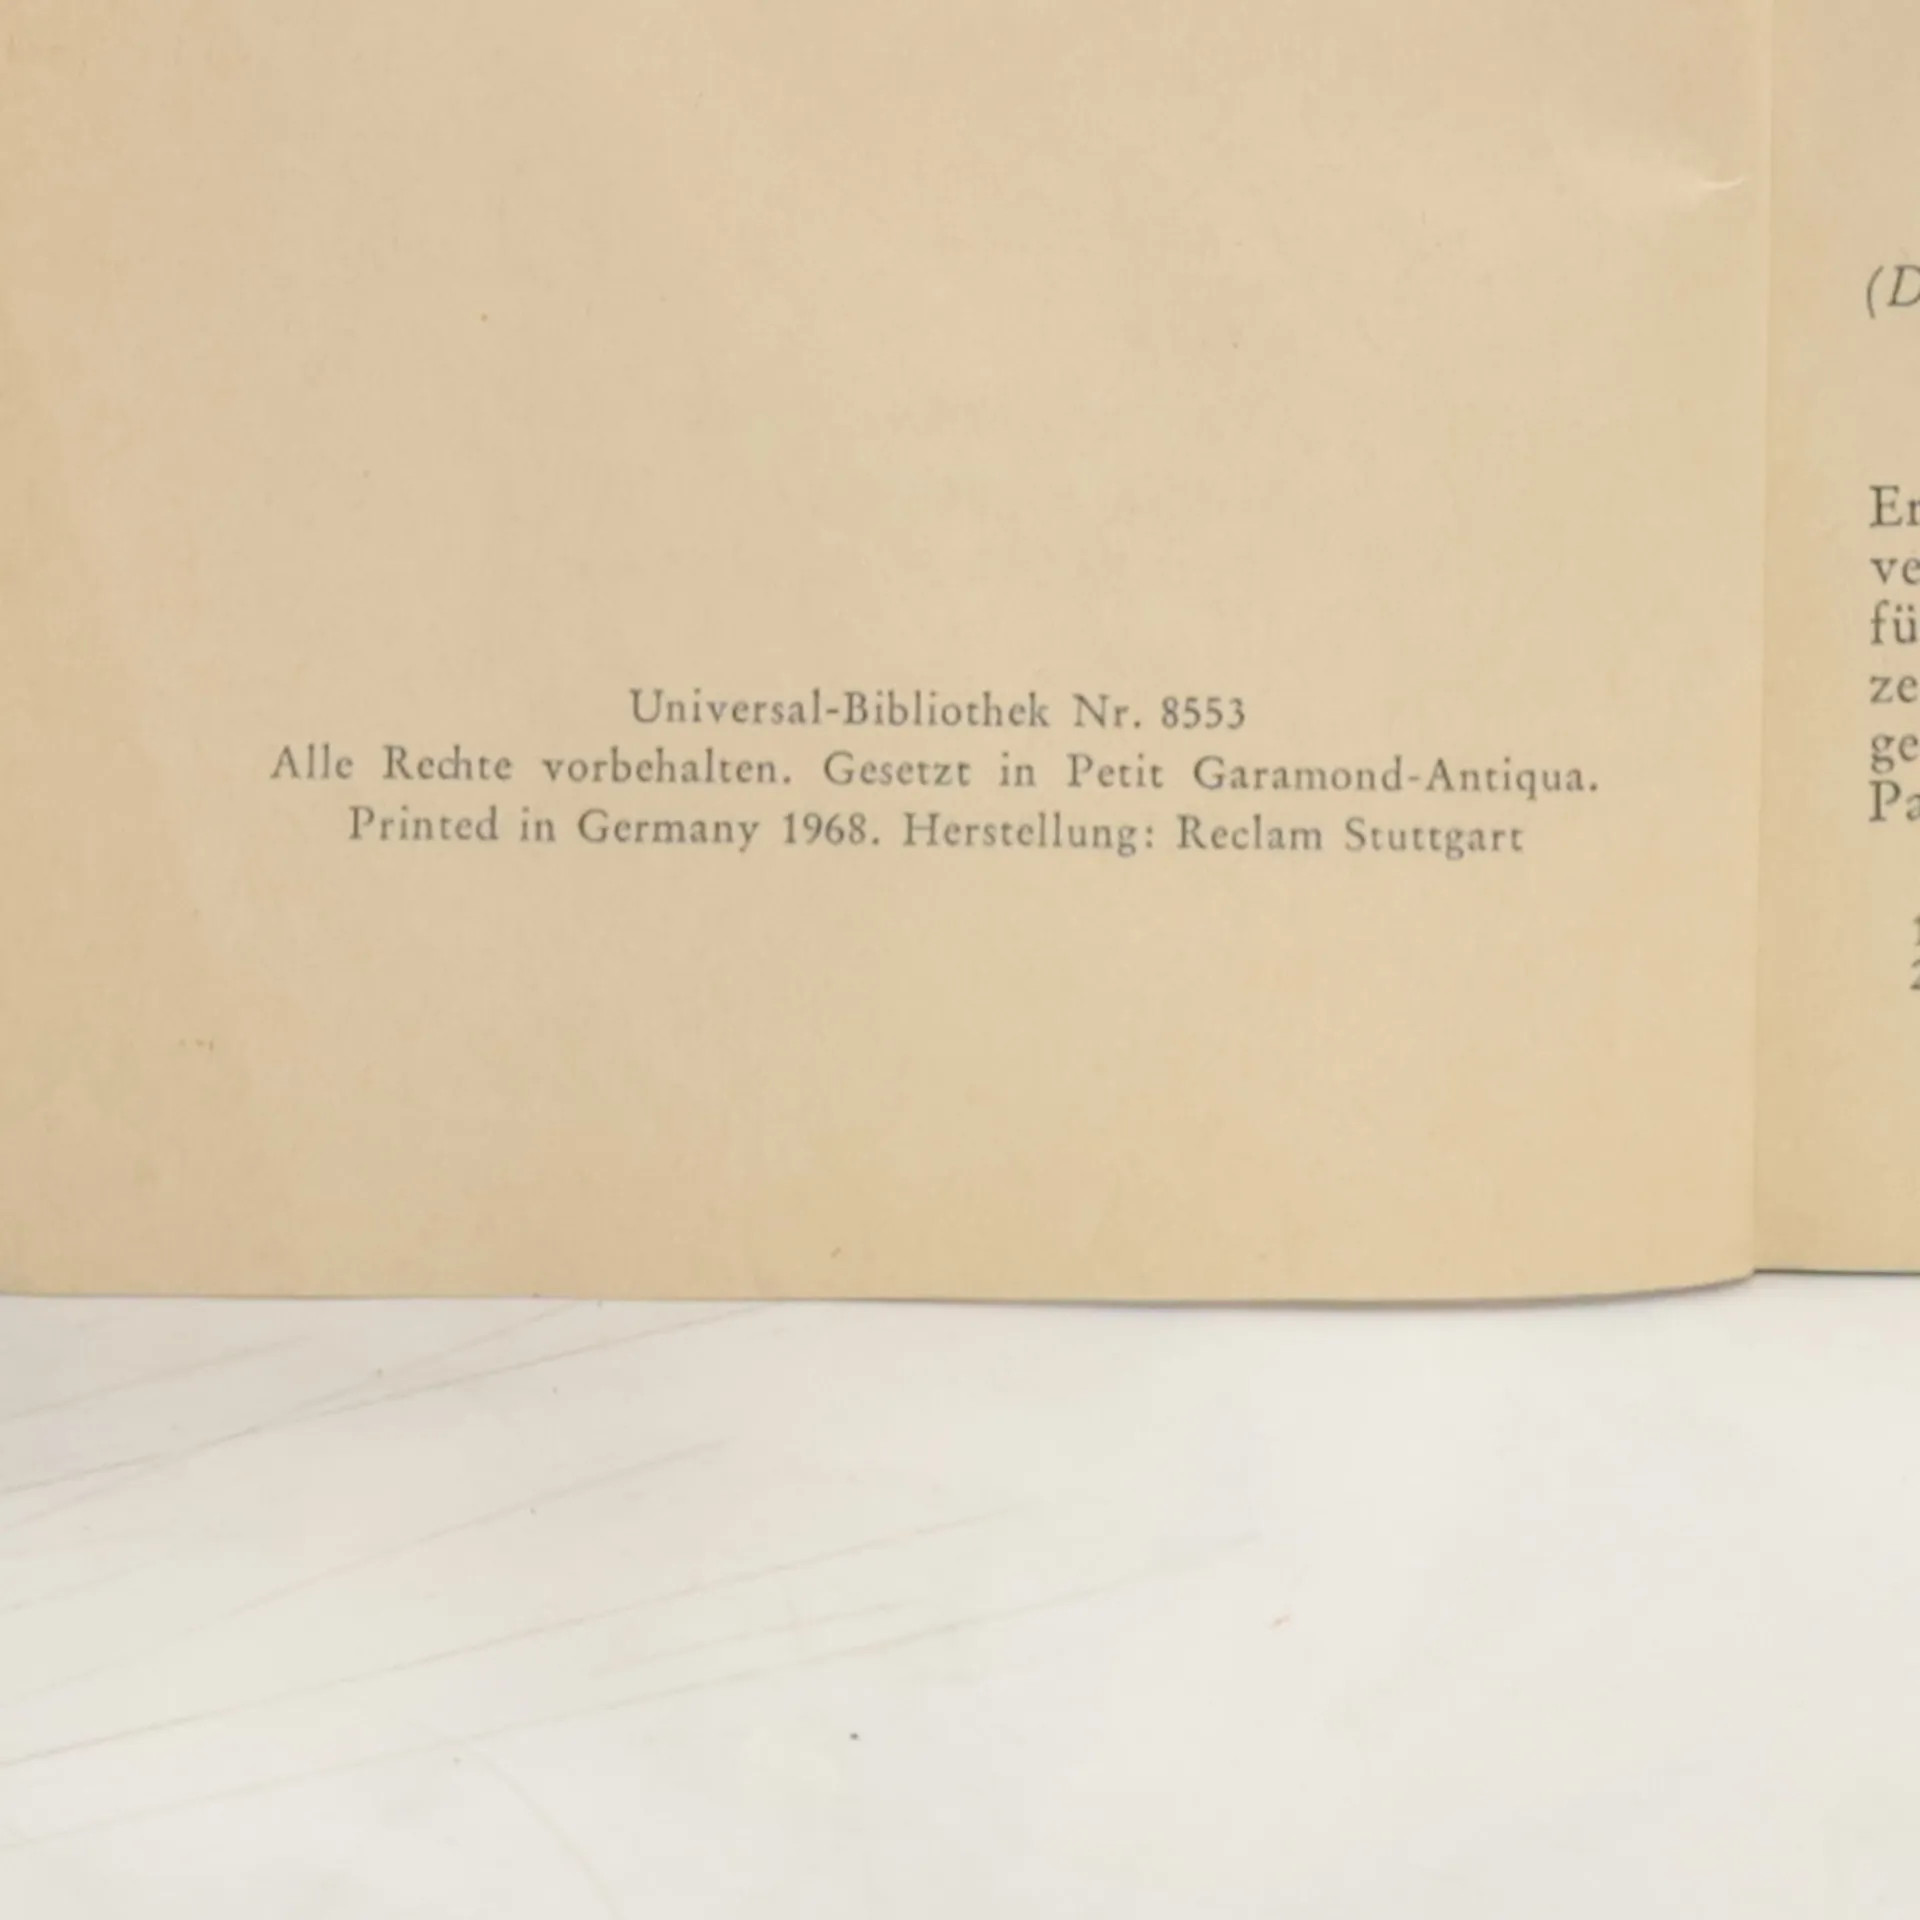 Universal-Bibliothek Nr. 8553
Alle Rechte vorbehalten. Gesetzt in Petit Garamond-Antiqua.
Printed in Germany 1968. Herstellung: Reclam Stuttgart